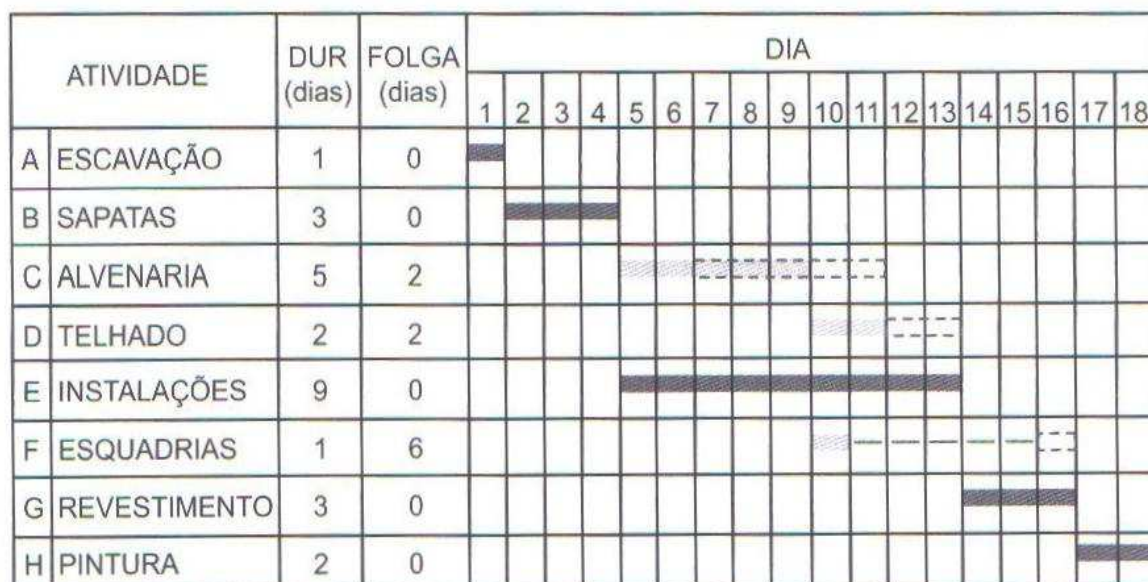 ATIVIDADE DUR (dias) FOLGA (dias) DIA
1 2 3 4 5 6 7 8 9 10 11 12 13 14 15 16 17 18
A ESCAVAÇÃO 1 0
B SAPATAS 3 0
C ALVENARIA 5 2
D TELHADO 2 2
E INSTALAÇÕES 9 0
F ESQUADRIAS 1 6
G REVESTIMENTO 3 0
H PINTURA 2 0